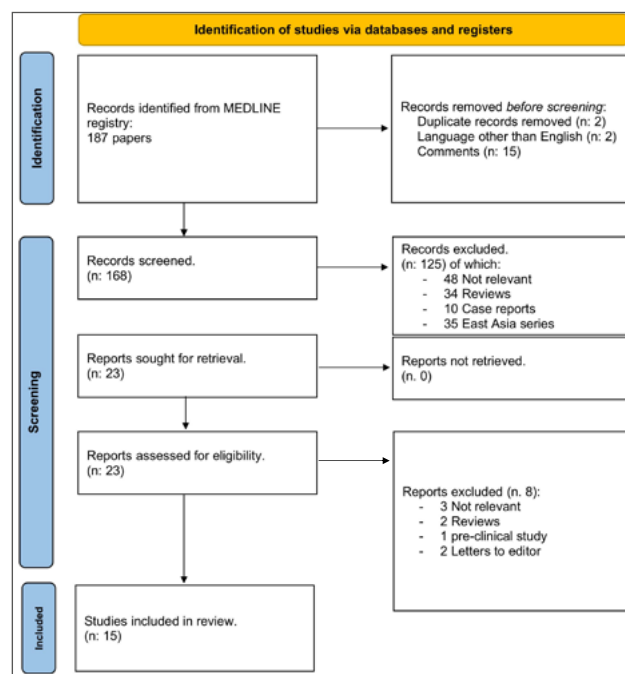 Identification of studies via databases and registers
Identification
Records identified from MEDLINE
registry:
187 papers
Records removed before screening:
Duplicate records removed (n: 2)
Language other than English (n: 2)
Comments (n: 15)
Screening
Records screened.
(n: 168)
Records excluded.
(n: 125) of which:
- 48 Not relevant
- 34 Reviews
- 10 Case reports
- 35 East Asia series
Reports sought for retrieval.
(n: 23)
Reports not retrieved.
(n. 0)
Reports assessed for eligibility.
(n: 23)
Reports excluded (n. 8):
- 3 Not relevant
- 2 Reviews
- 1 pre-clinical study
- 2 Letters to editor
Included
Studies included in review.
(n: 15)